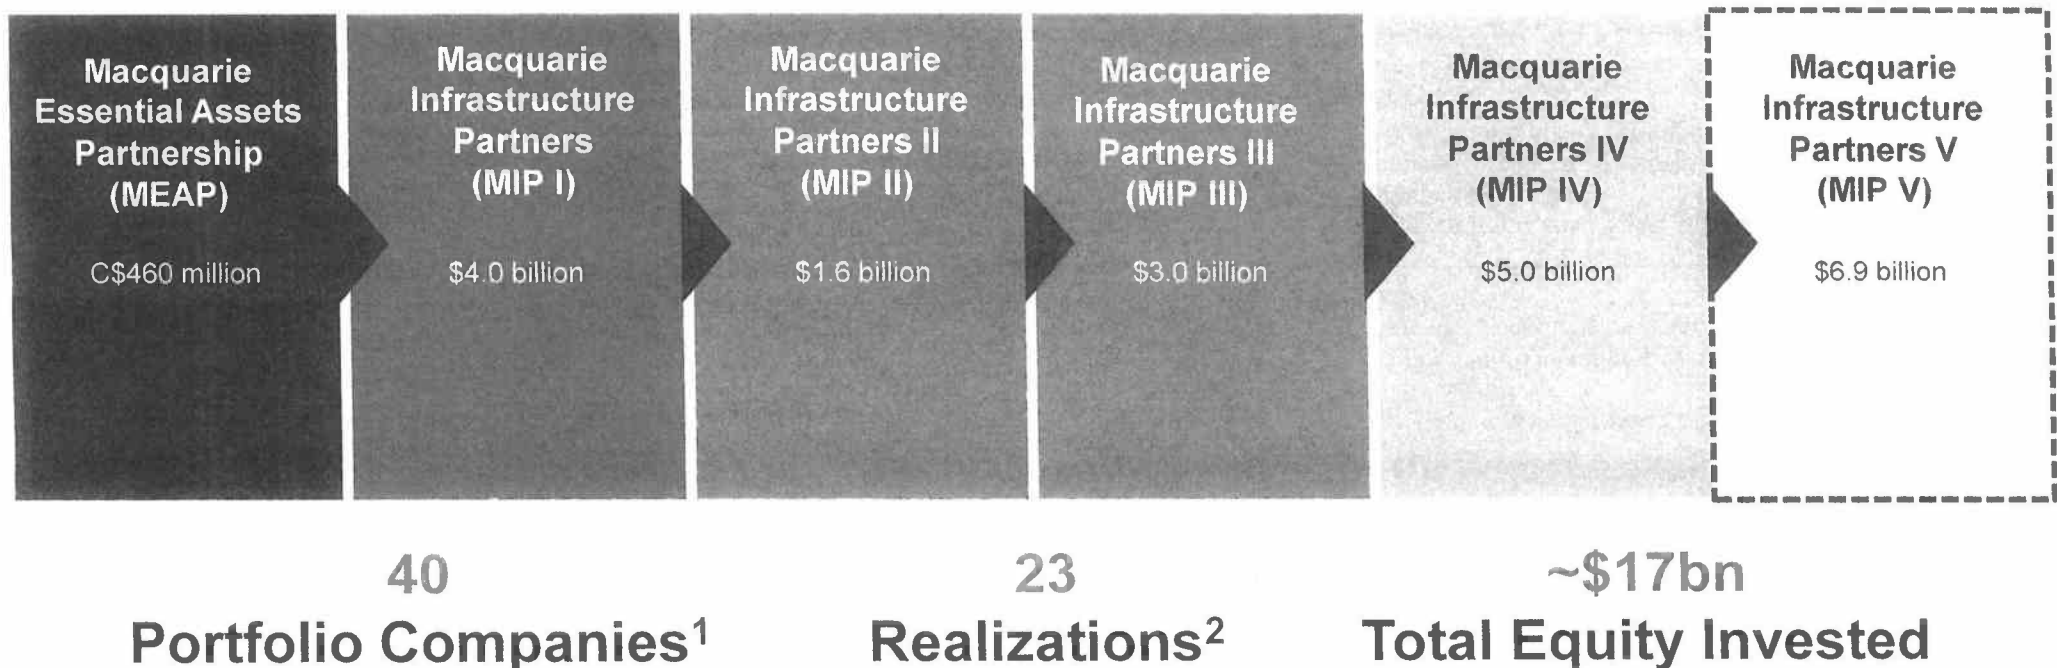 Macquarie
Essential Assets
Partnership
(MEAP)
C$460 million
Macquarie
Infrastructure
Partners
(MIP I)
$4.0 billion
Macquarie
Infrastructure
Partners II
(MIP II)
$1.6 billion
Macquarie
Infrastructure
Partners III
(MIP III)
$3.0 billion
Macquarie
Infrastructure
Partners IV
(MIP IV)
$5.0 billion
Macquarie
Infrastructure
Partners V
(MIP V)
$6.9 billion
40
Portfolio Companies¹
23
Realizations²
~$17bn
Total Equity Invested